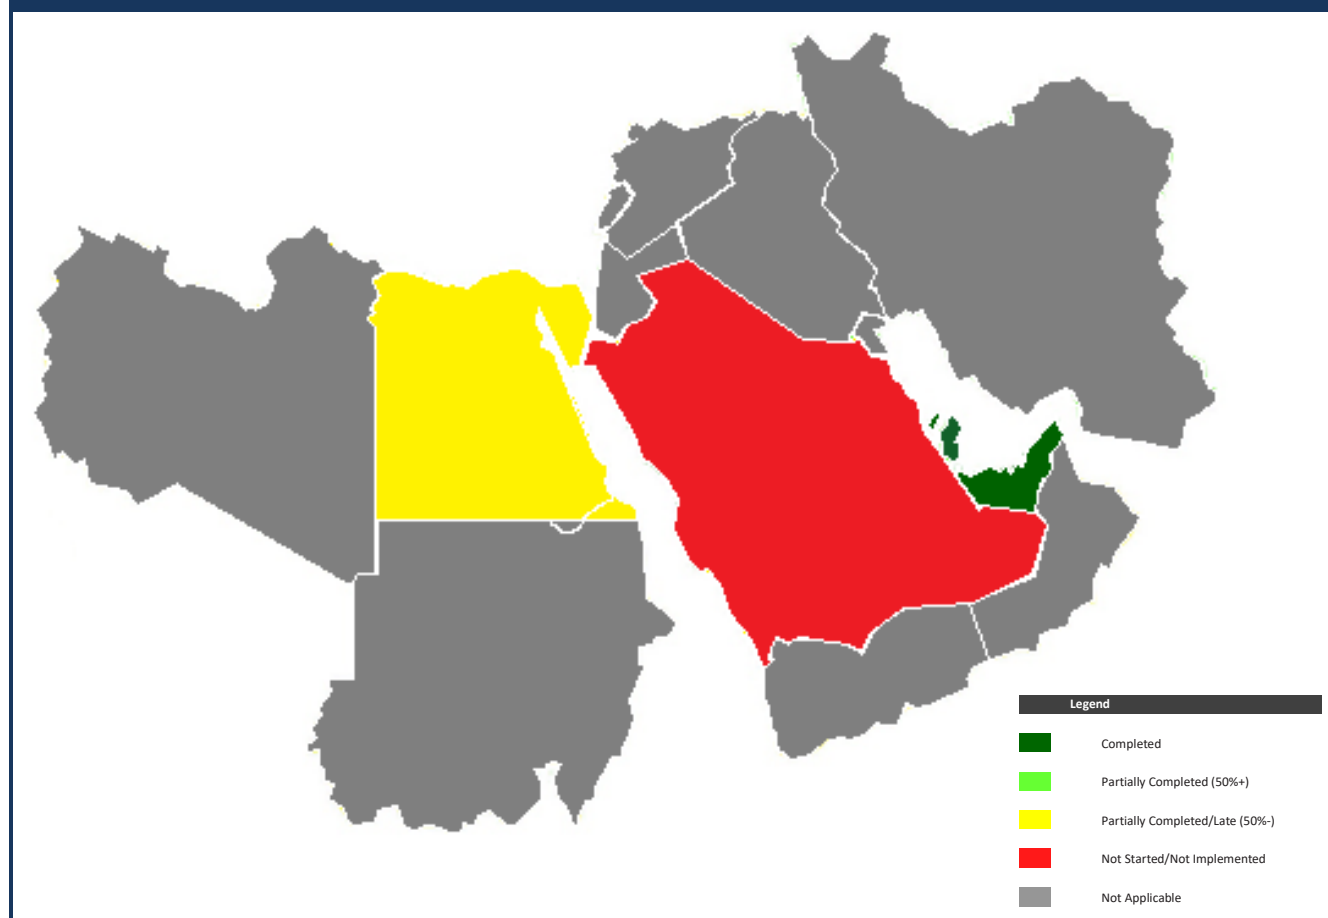 Legend
Completed
Partially Completed (50%+)
Partially Completed/Late (50%-)
Not Started/Not Implemented
Not Applicable